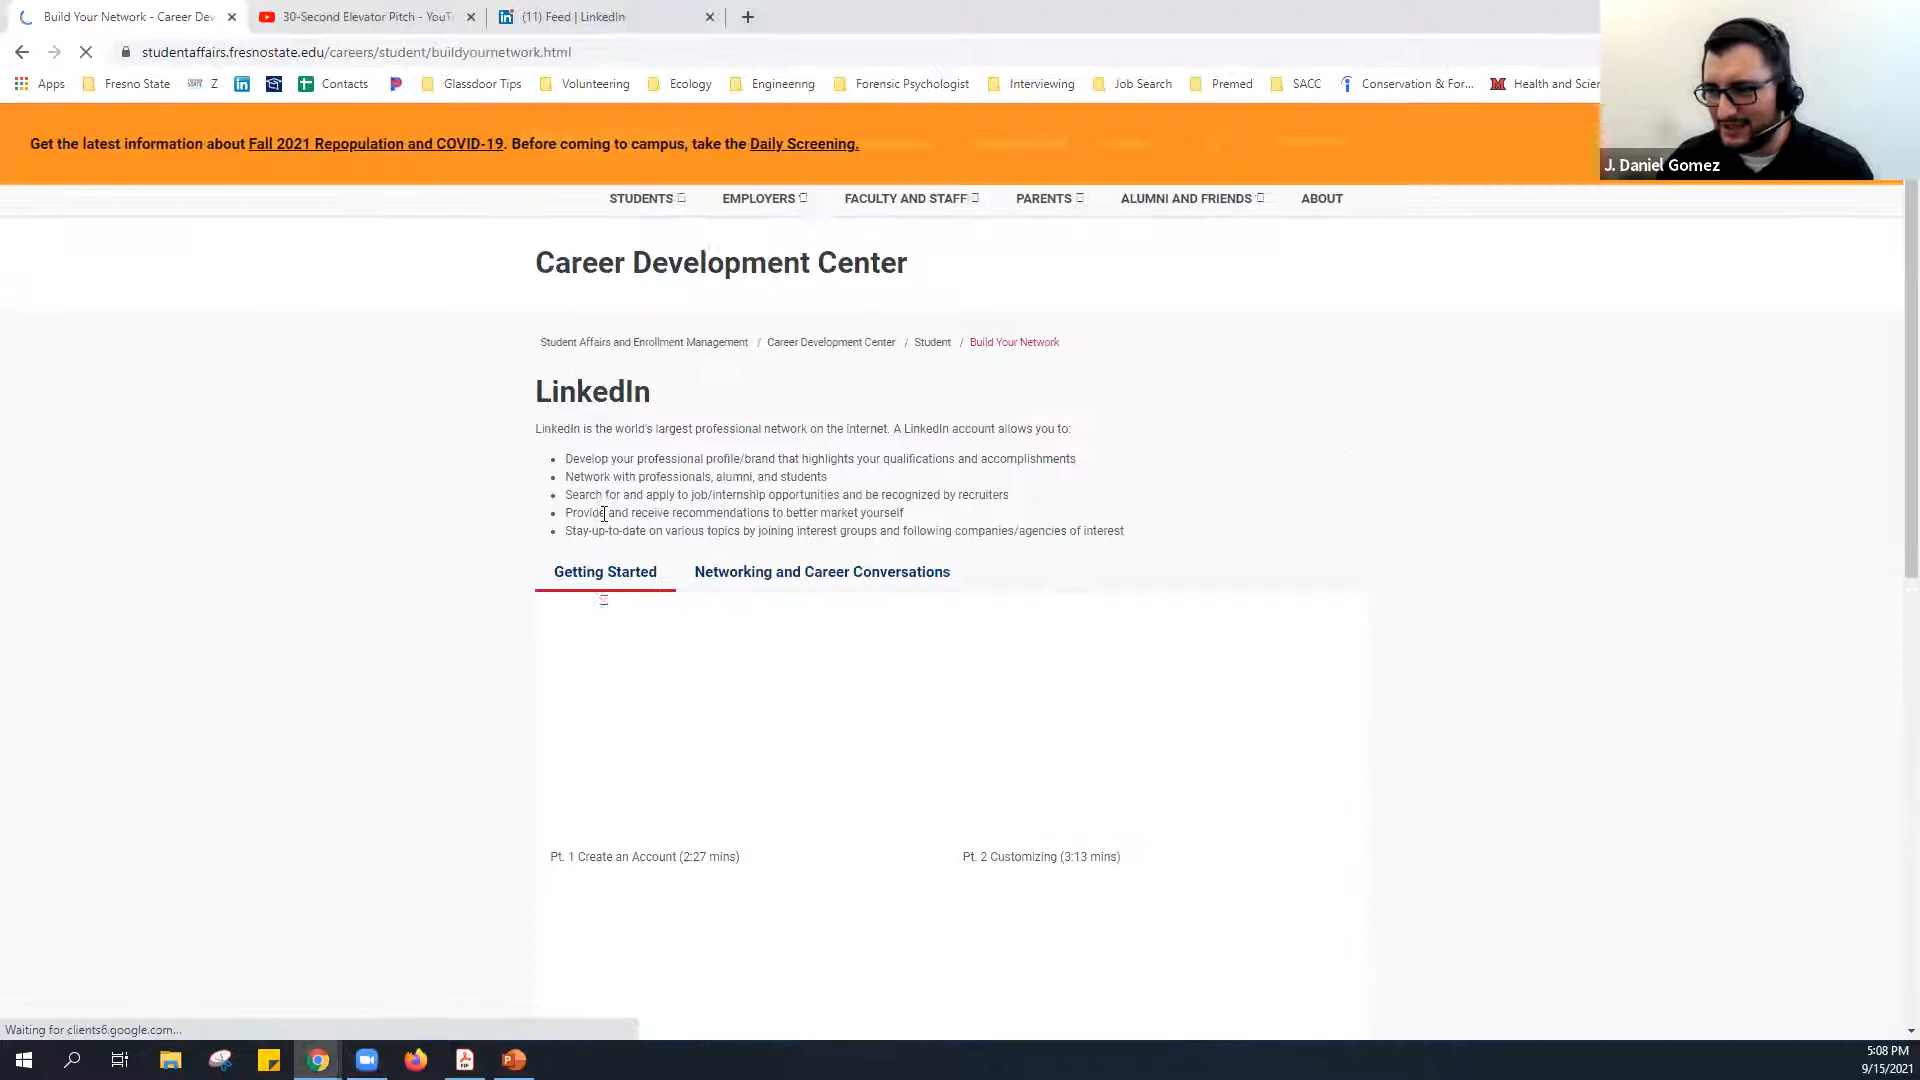 Build Your Network - Career Dev
30-Second Elevator Pitch - YouT
(11) Feed | LinkedIn
studentaffairs.fresnostate.edu/careers/student/buildyournetwork.html
Apps
Fresno State
Z
Contacts
Glassdoor Tips
Volunteering
Ecology
Engineerng
Forensic Psychologist
Interviewing
Job Search
Premed
SACC
Conservation & For...
Health and Scien
J. Daniel Gomez
Get the latest information about Fall 2021 Repopulation and COVID-19. Before coming to campus, take the Daily Screening.
STUDENTS
EMPLOYERS
FACULTY AND STAFF
PARENTS
ALUMNI AND FRIENDS
ABOUT
Career Development Center
Student Affairs and Enrollment Management / Career Development Center / Student / Build Your Network
LinkedIn
LinkedIn is the world's largest professional network on the internet. A LinkedIn account allows you to:
Develop your professional profile/brand that highlights your qualifications and accomplishments
Network with professionals, alumni, and students
Search for and apply to job/internship opportunities and be recognized by recruiters
Provide and receive recommendations to better market yourself
Stay-up-to-date on various topics by joining interest groups and following companies/agencies of interest
Getting Started
Networking and Career Conversations
Pt. 1 Create an Account (2:27 mins)
Pt. 2 Customizing (3:13 mins)
Waiting for clients6.google.com...
5:08 PM
9/15/2021